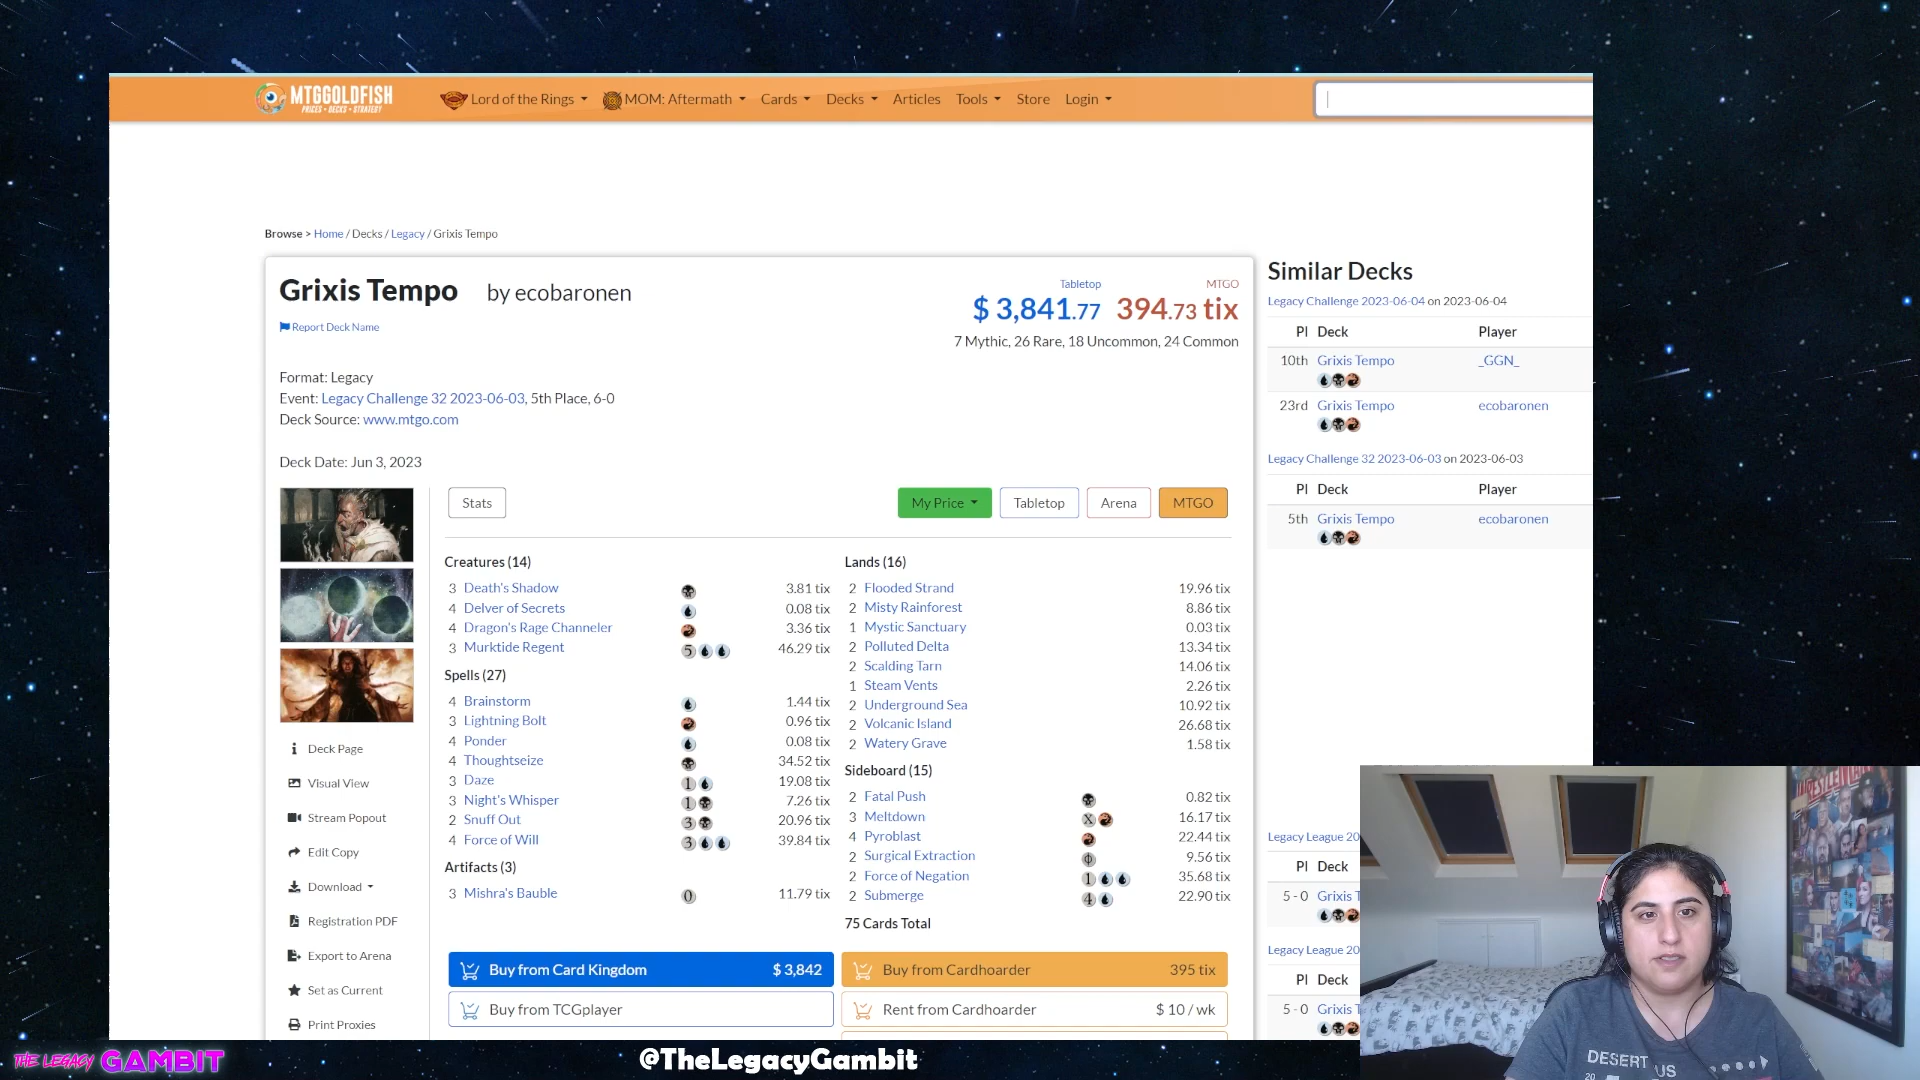 MTGGOLDFISH
PRICES • DECKS • STRATEGY
Lord of the Rings
MOM: Aftermath
Cards
Decks
Articles
Tools
Store
Login
Browse > Home / Decks / Legacy / Grixis Tempo
Grixis Tempo by ecobaronen
Report Deck Name
Tabletop
$ 3,841.77
MTGO
394.73 tix
7 Mythic, 26 Rare, 18 Uncommon, 24 Common
Format: Legacy
Event: Legacy Challenge 32 2023-06-03, 5th Place, 6-0
Deck Source: www.mtgo.com
Deck Date: Jun 3, 2023
Deck Page
Visual View
Stream Popout
Edit Copy
Download
Registration PDF
Export to Arena
Set as Current
Print Proxies
Stats
My Price
Tabletop
Arena
MTGO
Creatures (14)
3 Death's Shadow 3.81 tix
4 Delver of Secrets 0.08 tix
4 Dragon's Rage Channeler 3.36 tix
3 Murktide Regent 5 46.29 tix
Spells (27)
4 Brainstorm 1.44 tix
3 Lightning Bolt 0.96 tix
4 Ponder 0.08 tix
4 Thoughtseize 34.52 tix
3 Daze 1 19.08 tix
3 Night's Whisper 1 7.26 tix
2 Snuff Out 3 20.96 tix
4 Force of Will 3 39.84 tix
Artifacts (3)
3 Mishra's Bauble 0 11.79 tix
Lands (16)
2 Flooded Strand 19.96 tix
2 Misty Rainforest 8.86 tix
1 Mystic Sanctuary 0.03 tix
2 Polluted Delta 13.34 tix
2 Scalding Tarn 14.06 tix
1 Steam Vents 2.26 tix
2 Underground Sea 10.92 tix
2 Volcanic Island 26.68 tix
2 Watery Grave 1.58 tix
Sideboard (15)
2 Fatal Push 0.82 tix
3 Meltdown X 16.17 tix
4 Pyroblast 22.44 tix
2 Surgical Extraction 9.56 tix
2 Force of Negation 1 35.68 tix
2 Submerge 4 22.90 tix
75 Cards Total
Buy from Card Kingdom $ 3,842
Buy from Cardhoarder 395 tix
Buy from TCGplayer
Rent from Cardhoarder $ 10 / wk
Similar Decks
Legacy Challenge 2023-06-04 on 2023-06-04
Pl Deck Player
10th Grixis Tempo _GGN_
23rd Grixis Tempo ecobaronen
Legacy Challenge 32 2023-06-03 on 2023-06-03
Pl Deck Player
5th Grixis Tempo ecobaronen
Legacy League 20
Pl Deck
5 - 0 Grixis T
Legacy League 20
Pl Deck
5 - 0 Grixis T
DESERT
US
20
THE LEGACY GAMBIT
@TheLegacyGambit